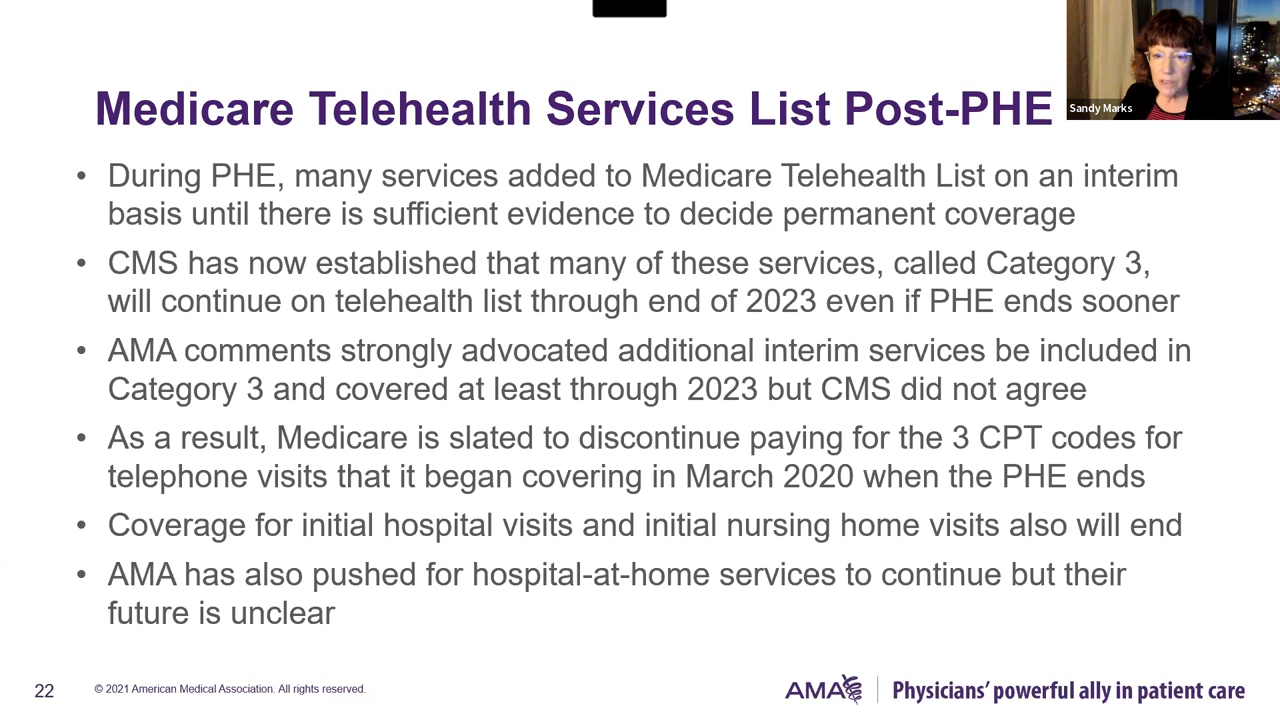 Medicare Telehealth Services List Post-PHE
Sandy Marks
• During PHE, many services added to Medicare Telehealth List on an interim
basis until there is sufficient evidence to decide permanent coverage
• CMS has now established that many of these services, called Category 3,
will continue on telehealth list through end of 2023 even if PHE ends sooner
• AMA comments strongly advocated additional interim services be included in
Category 3 and covered at least through 2023 but CMS did not agree
• As a result, Medicare is slated to discontinue paying for the 3 CPT codes for
telephone visits that it began covering in March 2020 when the PHE ends
• Coverage for initial hospital visits and initial nursing home visits also will end
• AMA has also pushed for hospital-at-home services to continue but their
future is unclear
22
© 2021 American Medical Association. All rights reserved.
AMA
Physicians’ powerful ally in patient care